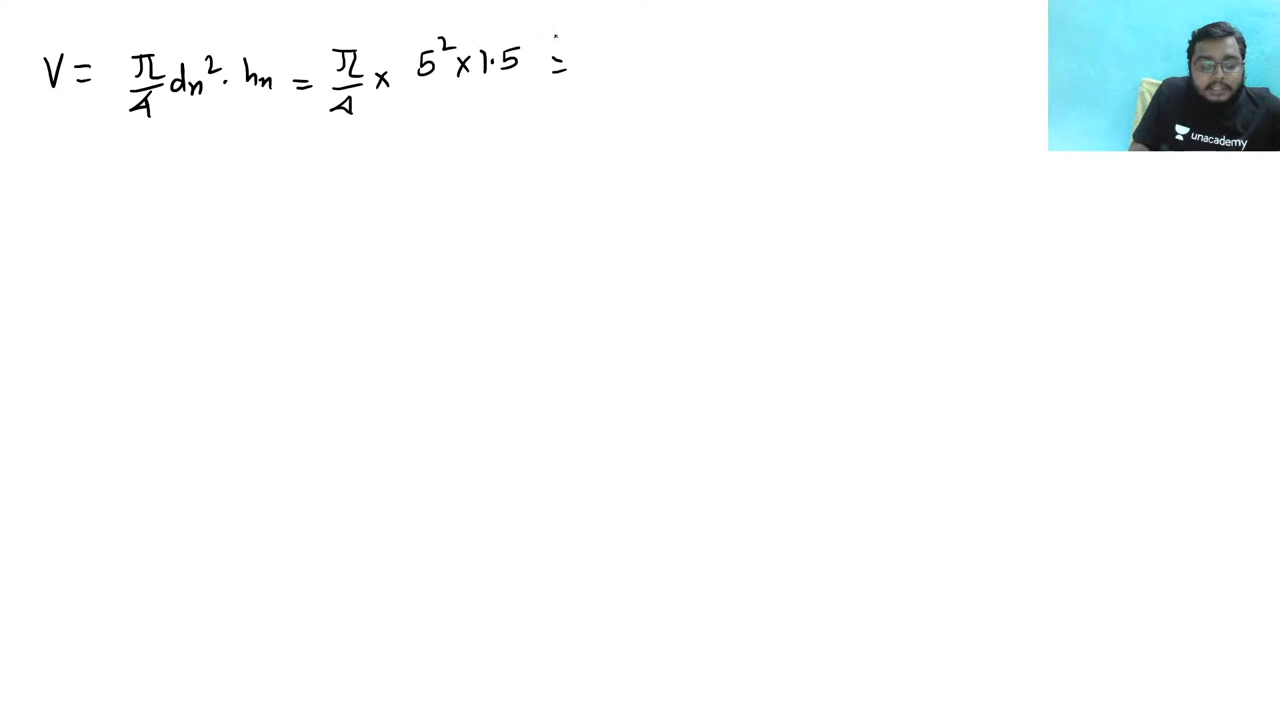 V = π/4 dn² · hn = π/4 × 5² × 1.5 =
unacademy